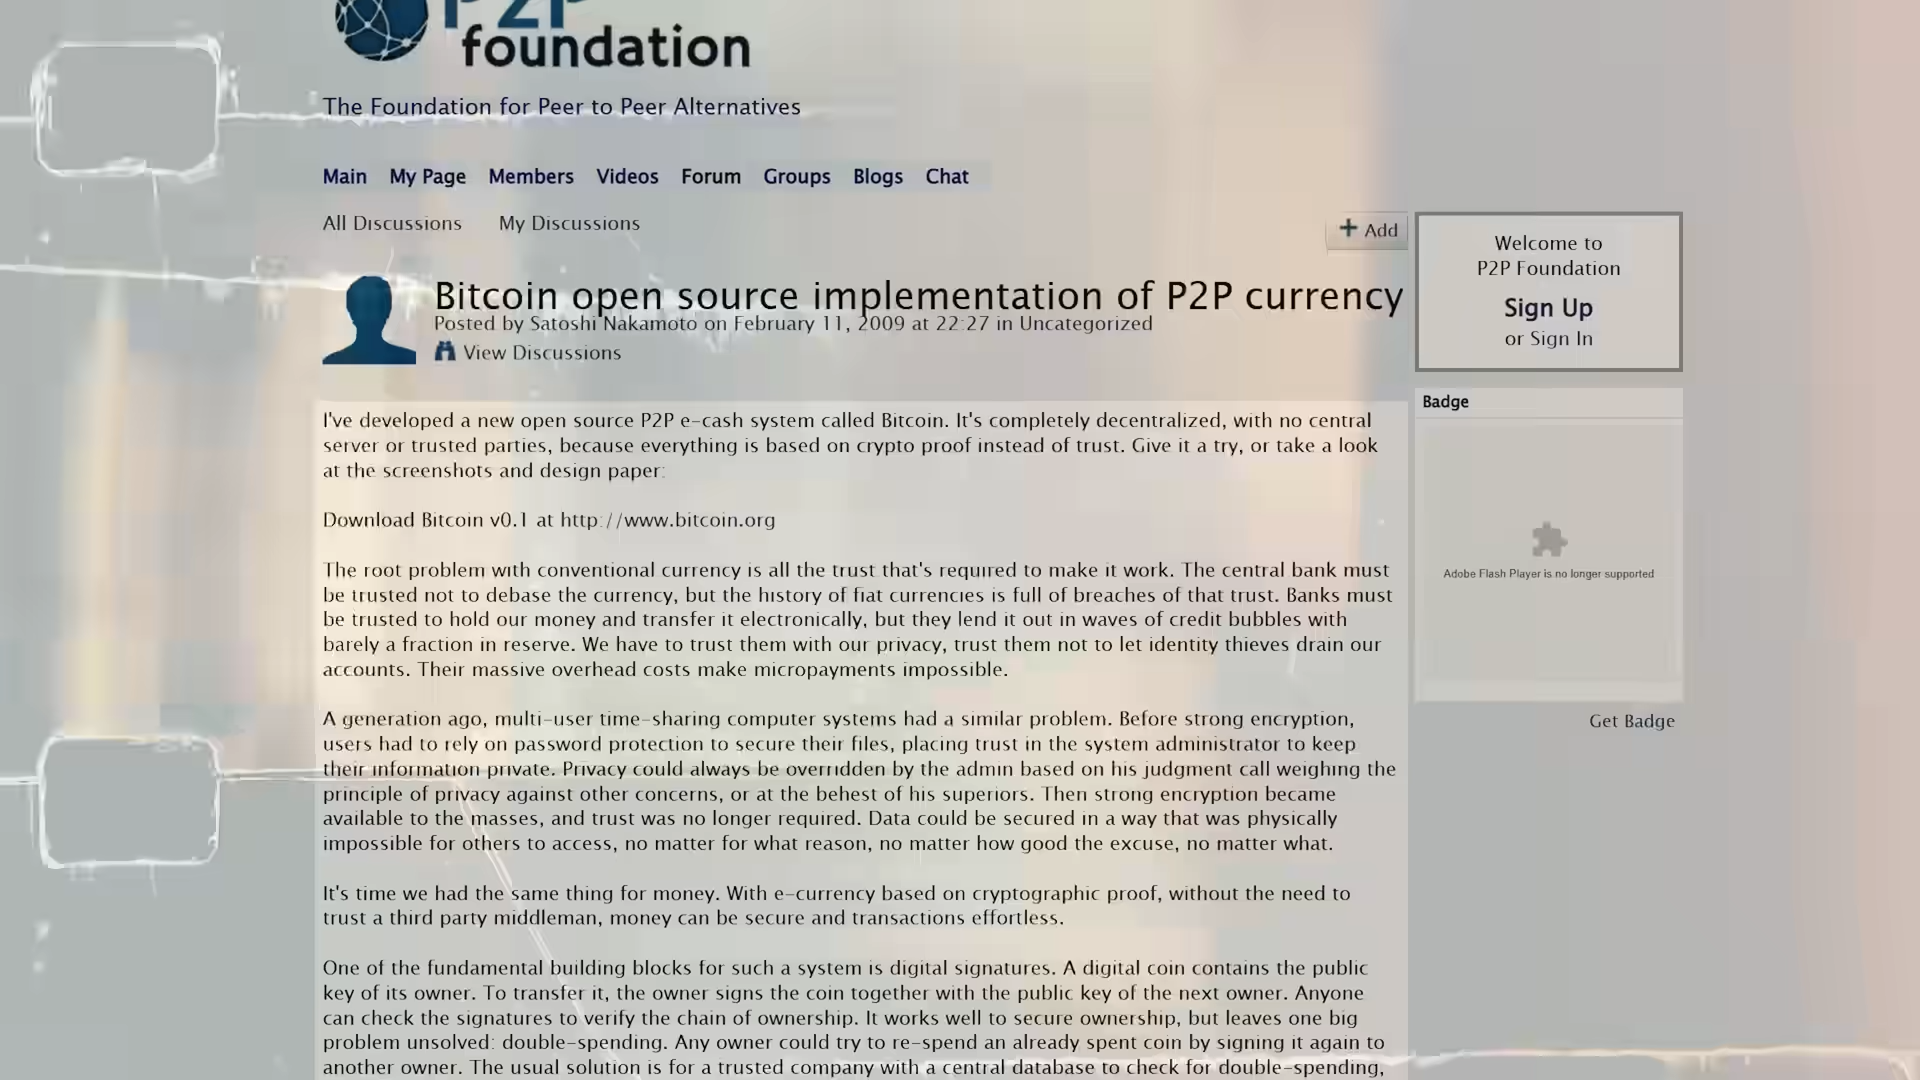 P2P
foundation
The Foundation for Peer to Peer Alternatives
Main My Page Members Videos Forum Groups Blogs Chat
All Discussions My Discussions
+ Add
Welcome to
P2P Foundation
Sign Up
or Sign In
Bitcoin open source implementation of P2P currency
Posted by Satoshi Nakamoto on February 11, 2009 at 22:27 in Uncategorized
View Discussions
Badge
Adobe Flash Player is no longer supported
Get Badge
I've developed a new open source P2P e-cash system called Bitcoin. It's completely decentralized, with no central
server or trusted parties, because everything is based on crypto proof instead of trust. Give it a try, or take a look
at the screenshots and design paper:
Download Bitcoin v0.1 at http://www.bitcoin.org
The root problem with conventional currency is all the trust that's required to make it work. The central bank must
be trusted not to debase the currency, but the history of fiat currencies is full of breaches of that trust. Banks must
be trusted to hold our money and transfer it electronically, but they lend it out in waves of credit bubbles with
barely a fraction in reserve. We have to trust them with our privacy, trust them not to let identity thieves drain our
accounts. Their massive overhead costs make micropayments impossible.
A generation ago, multi-user time-sharing computer systems had a similar problem. Before strong encryption,
users had to rely on password protection to secure their files, placing trust in the system administrator to keep
their information private. Privacy could always be overridden by the admin based on his judgment call weighing the
principle of privacy against other concerns, or at the behest of his superiors. Then strong encryption became
available to the masses, and trust was no longer required. Data could be secured in a way that was physically
impossible for others to access, no matter for what reason, no matter how good the excuse, no matter what.
It's time we had the same thing for money. With e-currency based on cryptographic proof, without the need to
trust a third party middleman, money can be secure and transactions effortless.
One of the fundamental building blocks for such a system is digital signatures. A digital coin contains the public
key of its owner. To transfer it, the owner signs the coin together with the public key of the next owner. Anyone
can check the signatures to verify the chain of ownership. It works well to secure ownership, but leaves one big
problem unsolved: double-spending. Any owner could try to re-spend an already spent coin by signing it again to
another owner. The usual solution is for a trusted company with a central database to check for double-spending,